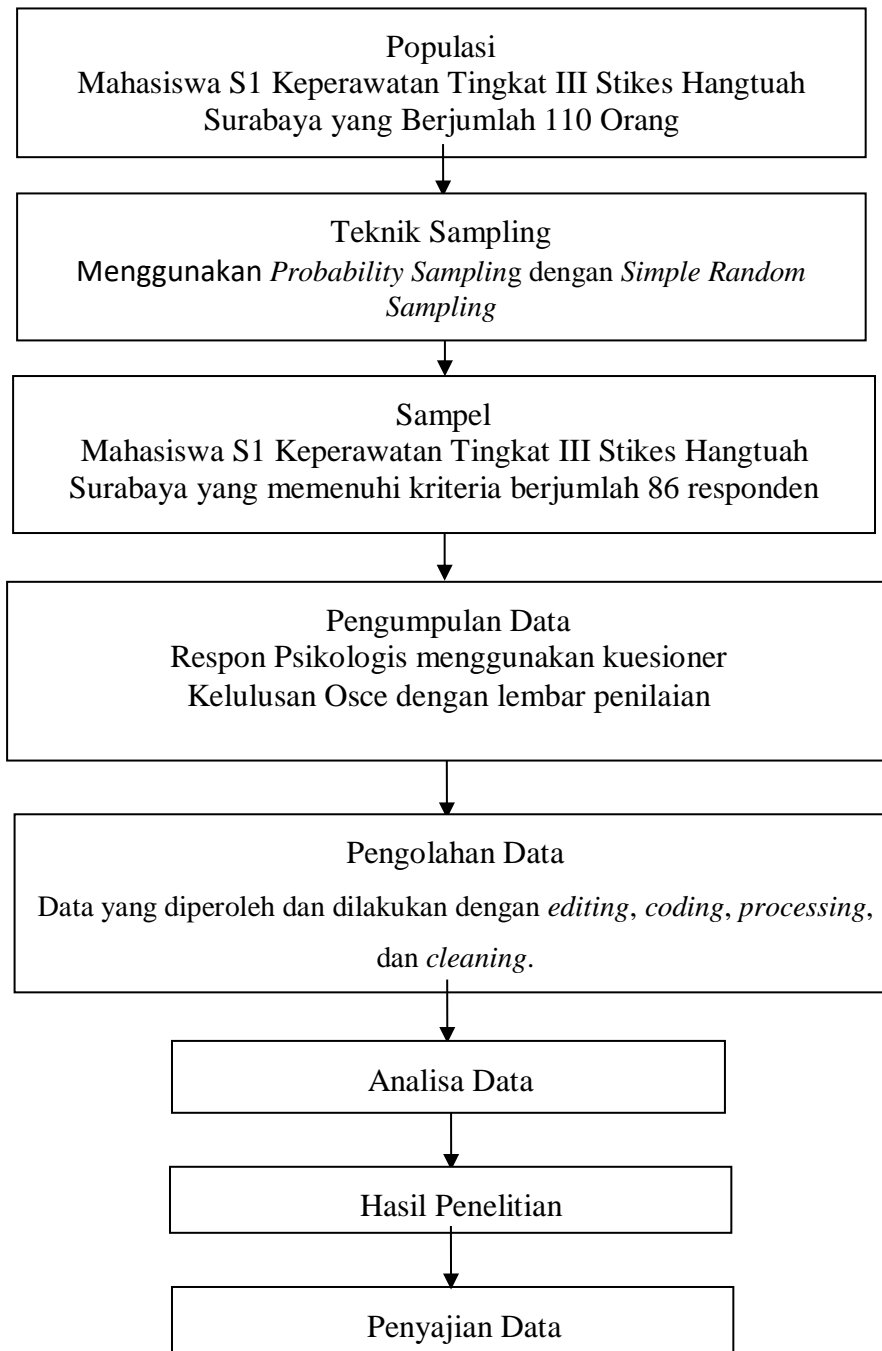 Populasi
Mahasiswa S1 Keperawatan Tingkat III Stikes Hangtuah
Surabaya yang Berjumlah 110 Orang
Teknik Sampling
Menggunakan Probability Sampling dengan Simple Random
Sampling
Sampel
Mahasiswa S1 Keperawatan Tingkat III Stikes Hangtuah
Surabaya yang memenuhi kriteria berjumlah 86 responden
Pengumpulan Data
Respon Psikologis menggunakan kuesioner
Kelulusan Osce dengan lembar penilaian
Pengolahan Data
Data yang diperoleh dan dilakukan dengan editing, coding, processing,
dan cleaning.
Analisa Data
Hasil Penelitian
Penyajian Data